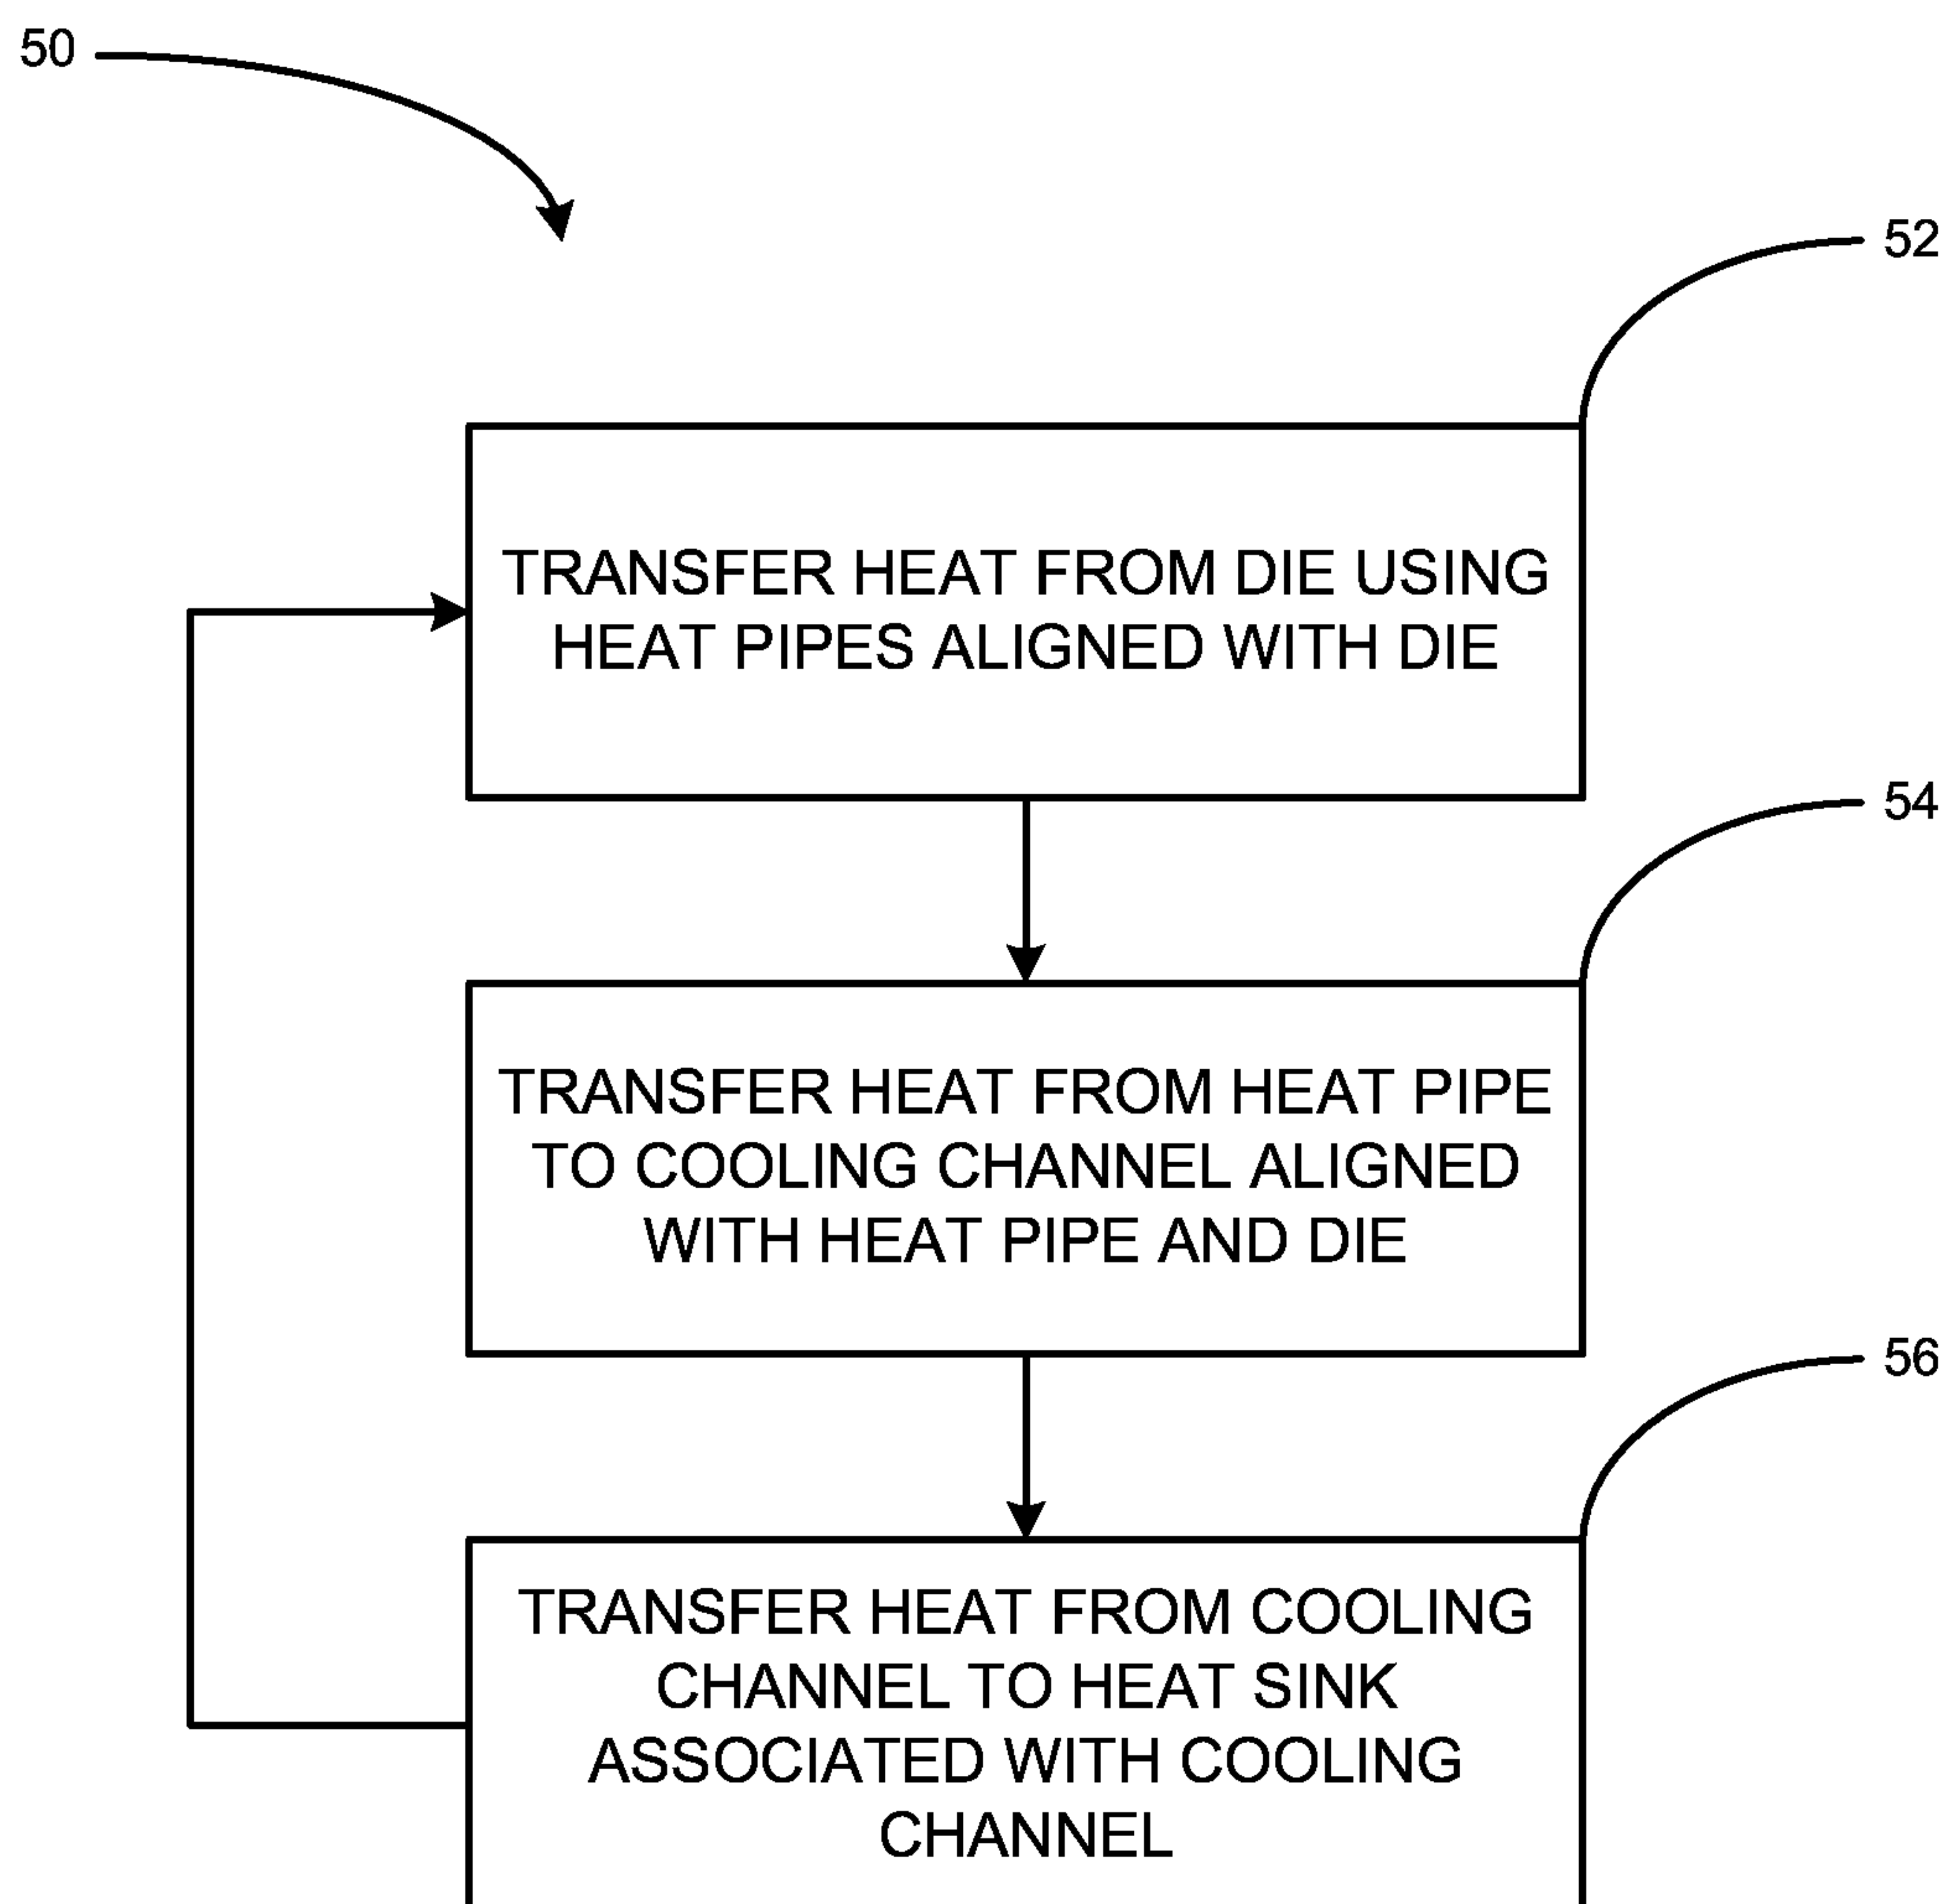 50
52
TRANSFER HEAT FROM DIE USING
HEAT PIPES ALIGNED WITH DIE
54
TRANSFER HEAT FROM HEAT PIPE
TO COOLING CHANNEL ALIGNED
WITH HEAT PIPE AND DIE
56
TRANSFER HEAT FROM COOLING
CHANNEL TO HEAT SINK
ASSOCIATED WITH COOLING
CHANNEL